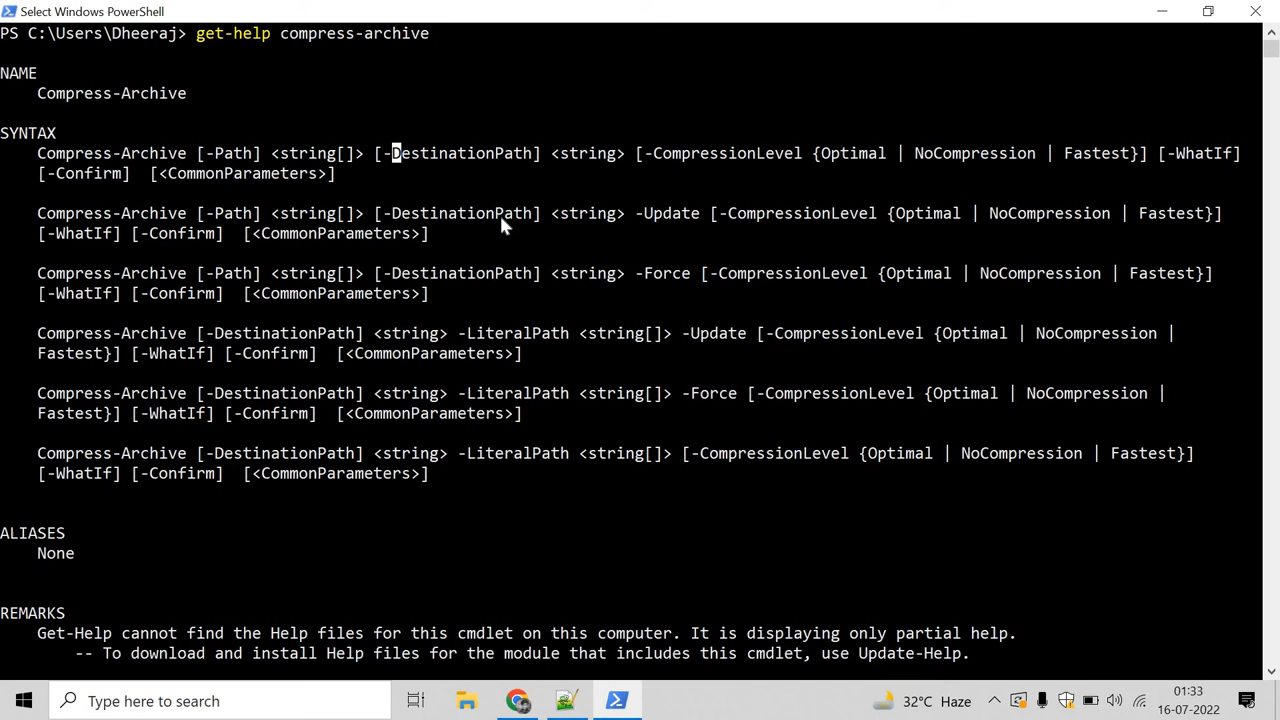 Select Windows PowerShell
PS C:\Users\Dheeraj> get-help compress-archive
NAME
Compress-Archive
SYNTAX
Compress-Archive [-Path] <string[]> [-DestinationPath] <string> [-CompressionLevel {Optimal | NoCompression | Fastest}] [-WhatIf]
[-Confirm]  [<CommonParameters>]
Compress-Archive [-Path] <string[]> [-DestinationPath] <string> -Update [-CompressionLevel {Optimal | NoCompression | Fastest}]
[-WhatIf] [-Confirm]  [<CommonParameters>]
Compress-Archive [-Path] <string[]> [-DestinationPath] <string> -Force [-CompressionLevel {Optimal | NoCompression | Fastest}]
[-WhatIf] [-Confirm]  [<CommonParameters>]
Compress-Archive [-DestinationPath] <string> -LiteralPath <string[]> -Update [-CompressionLevel {Optimal | NoCompression |
Fastest}] [-WhatIf] [-Confirm]  [<CommonParameters>]
Compress-Archive [-DestinationPath] <string> -LiteralPath <string[]> -Force [-CompressionLevel {Optimal | NoCompression |
Fastest}] [-WhatIf] [-Confirm]  [<CommonParameters>]
Compress-Archive [-DestinationPath] <string> -LiteralPath <string[]> [-CompressionLevel {Optimal | NoCompression | Fastest}]
[-WhatIf] [-Confirm]  [<CommonParameters>]
ALIASES
None
REMARKS
Get-Help cannot find the Help files for this cmdlet on this computer. It is displaying only partial help.
-- To download and install Help files for the module that includes this cmdlet, use Update-Help.
Type here to search
32°C Haze
01:33
16-07-2022